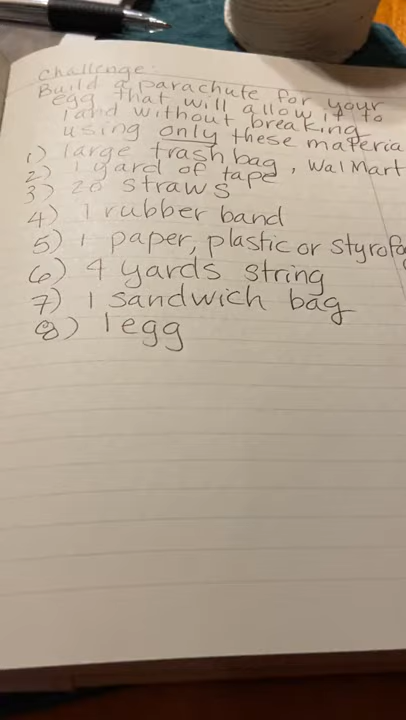 challenge:
Build a parachute for your
egg that will allow it to
land without breaking
using only these materia
1) large trash bag, WalMart
2) 1 yard of tape
3) 20 straws
4) 1 rubber band
5) 1 paper, plastic or styrofo
6) 4 yards string
7) 1 sandwich bag
8) 1 egg